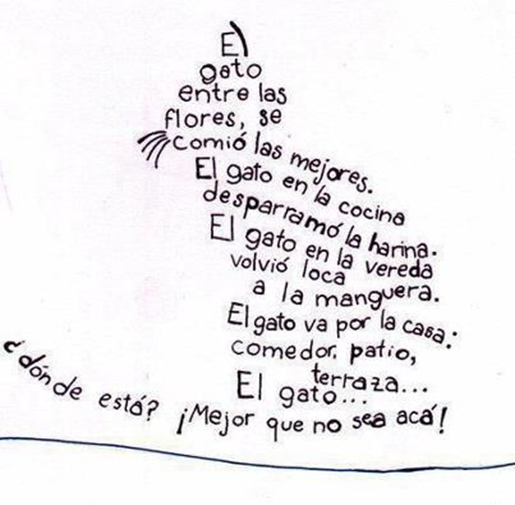 El
gato
entre las
flores, se
comió las mejores.
El gato en la cocina
desparramó la harina.
El gato en la vereda
volvió loca
a la manguera.
El gato va por la casa:
comedor, patio,
terraza...
El gato...
¿dónde está? ¡Mejor que no sea acá!